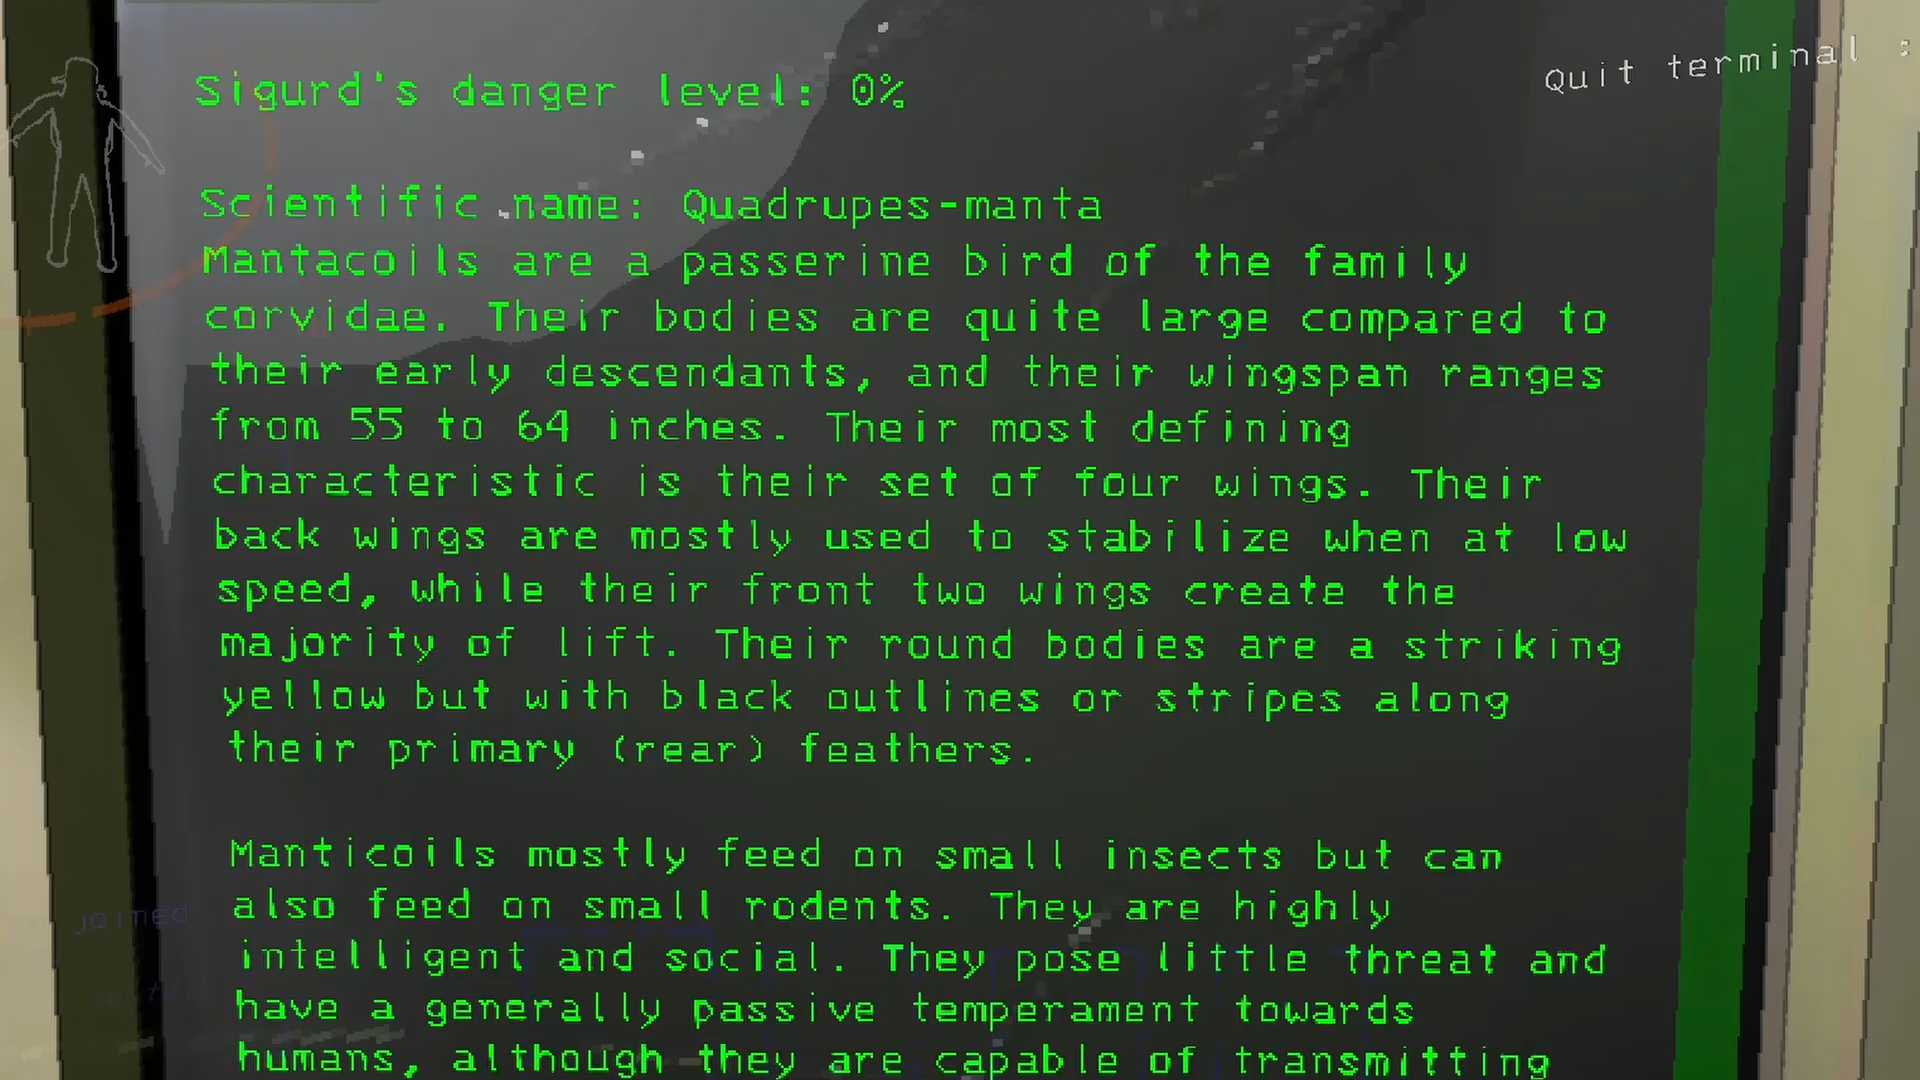 Sigurd's danger level: 0%
Quit terminal :
Scientific name: Quadrupes-manta
Mantacoils are a passerine bird of the family
corvidae. Their bodies are quite large compared to
their early descendants, and their wingspan ranges
from 55 to 64 inches. Their most defining
characteristic is their set of four wings. Their
back wings are mostly used to stabilize when at low
speed, while their front two wings create the
majority of lift. Their round bodies are a striking
yellow but with black outlines or stripes along
their primary (rear) feathers.
Manticoils mostly feed on small insects but can
also feed on small rodents. They are highly
intelligent and social. They pose little threat and
have a generally passive temperament towards
humans, although they are capable of transmitting
joined